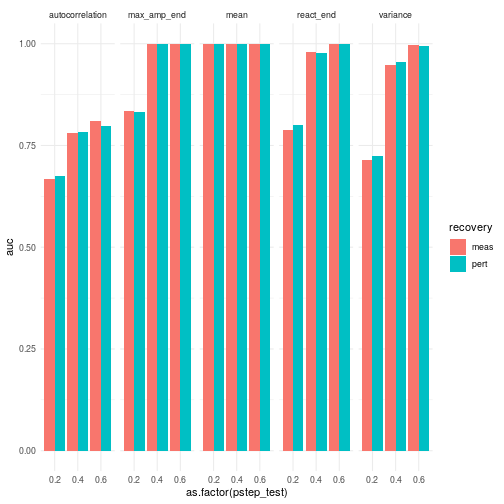 autocorrelation max_amp_end mean react_end variance
1.00
0.75
0.50
0.25
0.00
auc
0.2 0.4 0.6 0.2 0.4 0.6 0.2 0.4 0.6 0.2 0.4 0.6 0.2 0.4 0.6
as.factor(pstep_test)
recovery
meas
pert